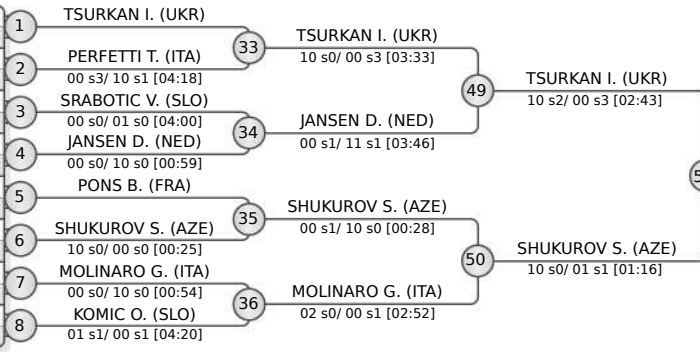 1
TSURKAN I. (UKR)
2
PERFETTI T. (ITA)
00 s3/ 10 s1 [04:18]
3
SRABOTIC V. (SLO)
00 s0/ 01 s0 [04:00]
4
JANSEN D. (NED)
00 s0/ 10 s0 [00:59]
5
PONS B. (FRA)
6
SHUKUROV S. (AZE)
10 s0/ 00 s0 [00:25]
7
MOLINARO G. (ITA)
00 s0/ 10 s0 [00:54]
8
KOMIC O. (SLO)
01 s1/ 00 s1 [04:20]
33
TSURKAN I. (UKR)
10 s0/ 00 s3 [03:33]
34
JANSEN D. (NED)
00 s1/ 11 s1 [03:46]
35
SHUKUROV S. (AZE)
00 s1/ 10 s0 [00:28]
36
MOLINARO G. (ITA)
02 s0/ 00 s1 [02:52]
49
TSURKAN I. (UKR)
10 s2/ 00 s3 [02:43]
50
SHUKUROV S. (AZE)
10 s0/ 01 s1 [01:16]